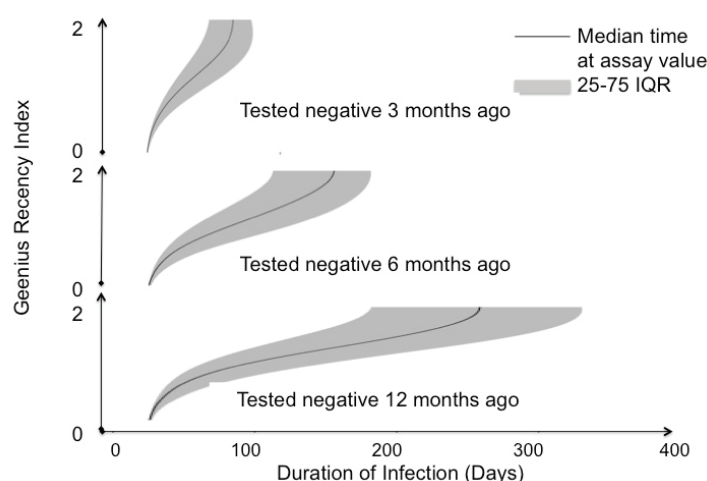 2
Median time
at assay value
25-75 IQR
Tested negative 3 months ago
0
2
Geenius Recency Index
Tested negative 6 months ago
0
2
Tested negative 12 months ago
0
0 100 200 300 400
Duration of Infection (Days)